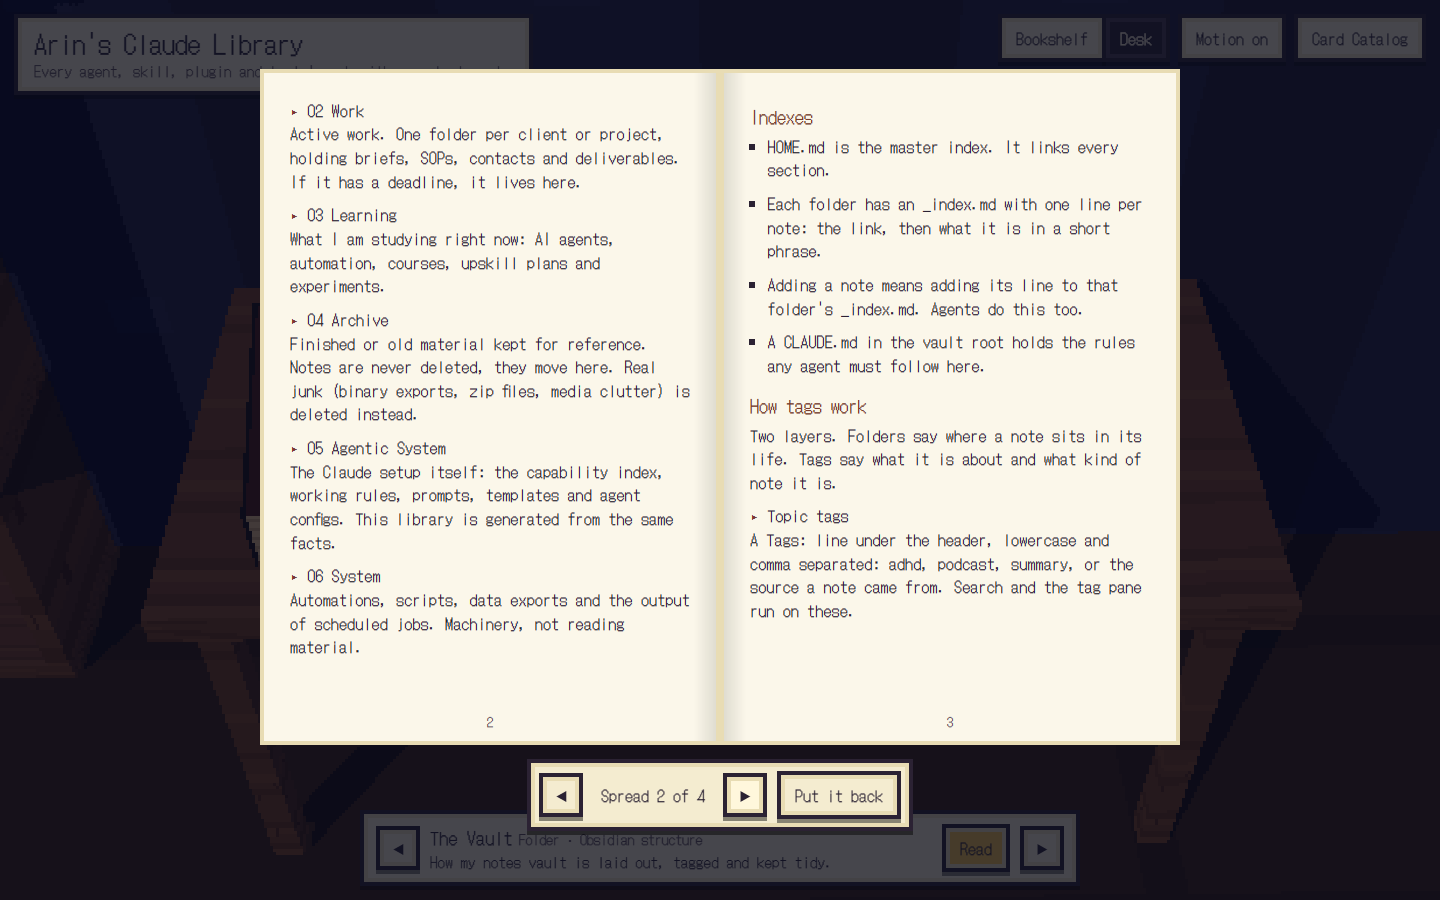 Arin's Claude Library
Every agent, skill, plugin and
Bookshelf
Desk
Motion on
Card Catalog
▸ 02 Work
Active work. One folder per client or project,
holding briefs, SOPs, contacts and deliverables.
If it has a deadline, it lives here.
▸ 03 Learning
What I am studying right now: AI agents,
automation, courses, upskill plans and
experiments.
▸ 04 Archive
Finished or old material kept for reference.
Notes are never deleted, they move here. Real
junk (binary exports, zip files, media clutter) is
deleted instead.
▸ 05 Agentic System
The Claude setup itself: the capability index,
working rules, prompts, templates and agent
configs. This library is generated from the same
facts.
▸ 06 System
Automations, scripts, data exports and the output
of scheduled jobs. Machinery, not reading
material.
2
Indexes
▪ HOME.md is the master index. It links every
section.
▪ Each folder has an _index.md with one line per
note: the link, then what it is in a short
phrase.
▪ Adding a note means adding its line to that
folder's _index.md. Agents do this too.
▪ A CLAUDE.md in the vault root holds the rules
any agent must follow here.
How tags work
Two layers. Folders say where a note sits in its
life. Tags say what it is about and what kind of
note it is.
▸ Topic tags
A Tags: line under the header, lowercase and
comma separated: adhd, podcast, summary, or the
source a note came from. Search and the tag pane
run on these.
3
◄ Spread 2 of 4 ► Put it back
◄ The Vault Folder · Obsidian structure
How my notes vault is laid out, tagged and kept tidy.
Read ►